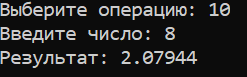 Выберите операцию: 10
Введите число: 8
Результат: 2.07944